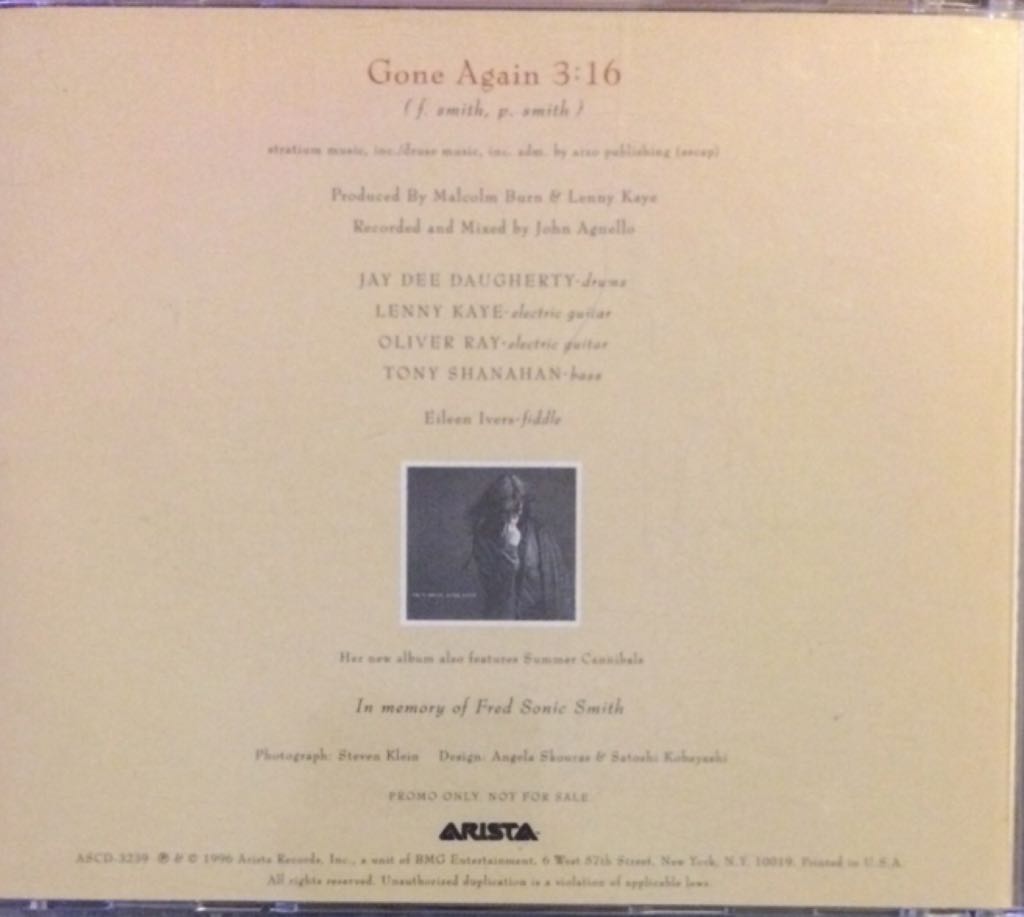 Gone Again 3:16
(f. smith, p. smith)
stratium music, inc./druse music, inc. adm. by arzo publishing (ascap)
Produced By Malcolm Burn & Lenny Kaye
Recorded and Mixed by John Agnello
JAY DEE DAUGHERTY-drums
LENNY KAYE-electric guitar
OLIVER RAY-electric guitar
TONY SHANAHAN-bass
Eileen Ivers-fiddle
Her new album also features Summer Cannibals
In memory of Fred Sonic Smith
Photograph: Steven Klein Design: Angela Skouras & Satoshi Kobayashi
PROMO ONLY. NOT FOR SALE.
ARISTA
ASCD-3239 ℗ & © 1996 Arista Records, Inc., a unit of BMG Entertainment, 6 West 57th Street, New York, N.Y. 10019. Printed in U.S.A.
All rights reserved. Unauthorized duplication is a violation of applicable laws.